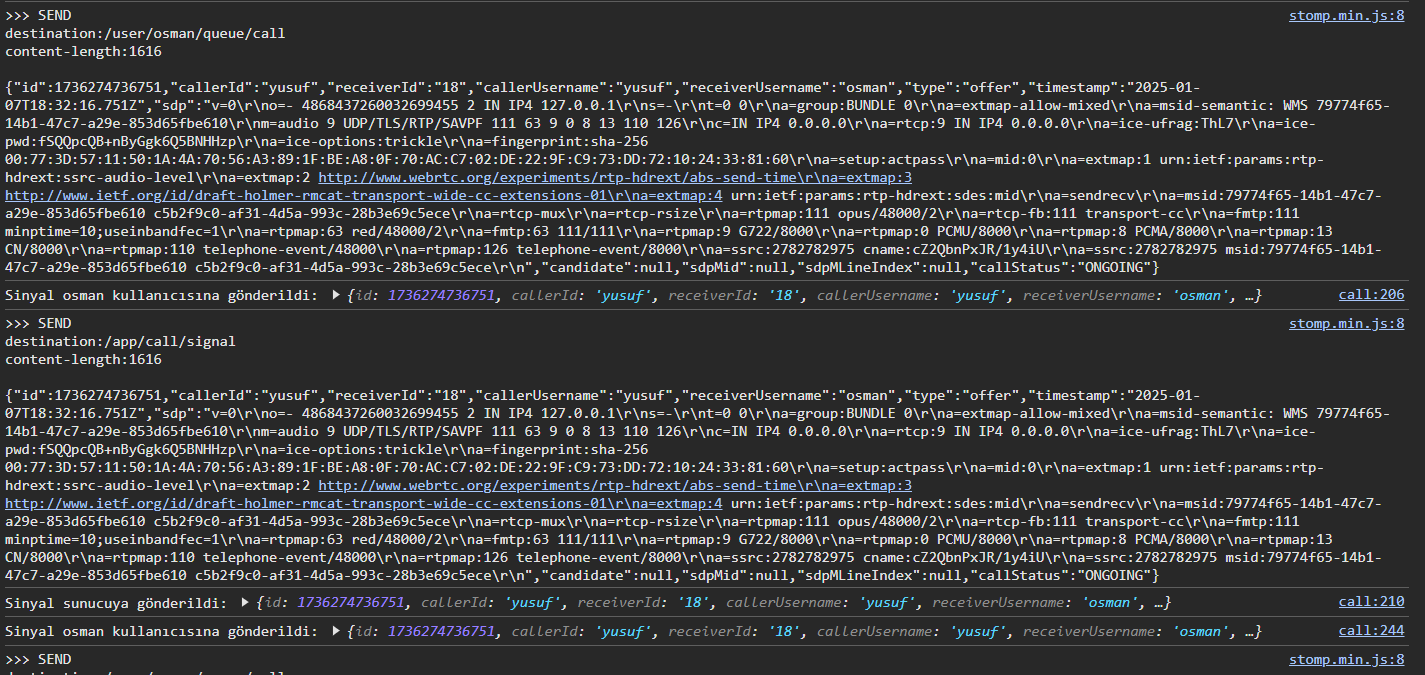 >>> SEND stomp.min.js:8
destination:/user/osman/queue/call
content-length:1616
{"id":1736274736751,"callerId":"yusuf","receiverId":"18","callerUsername":"yusuf","receiverUsername":"osman","type":"offer","timestamp":"2025-01-
07T18:32:16.751Z","sdp":"v=0\r\no=- 4868437260032699455 2 IN IP4 127.0.0.1\r\ns=-\r\nt=0 0\r\na=group:BUNDLE 0\r\na=extmap-allow-mixed\r\na=msid-semantic: WMS 79774f65-
14b1-47c7-a29e-853d65fbe610\r\nm=audio 9 UDP/TLS/RTP/SAVPF 111 63 9 0 8 13 110 126\r\nc=IN IP4 0.0.0.0\r\na=rtcp:9 IN IP4 0.0.0.0\r\na=ice-ufrag:ThL7\r\na=ice-
pwd:fSQQpcQB+nByGgk6Q5BNHHzp\r\na=ice-options:trickle\r\na=fingerprint:sha-256
00:77:3D:57:11:50:1A:4A:70:56:A3:89:1F:BE:A8:0F:70:AC:C7:02:DE:22:9F:C9:73:DD:72:10:24:33:81:60\r\na=setup:actpass\r\na=mid:0\r\na=extmap:1 urn:ietf:params:rtp-
hdrext:ssrc-audio-level\r\na=extmap:2 http://www.webrtc.org/experiments/rtp-hdrext/abs-send-time\r\na=extmap:3
http://www.ietf.org/id/draft-holmer-rmcat-transport-wide-cc-extensions-01\r\na=extmap:4 urn:ietf:params:rtp-hdrext:sdes:mid\r\na=sendrecv\r\na=msid:79774f65-14b1-47c7-
a29e-853d65fbe610 c5b2f9c0-af31-4d5a-993c-28b3e69c5ece\r\na=rtcp-mux\r\na=rtcp-rsize\r\na=rtpmap:111 opus/48000/2\r\na=rtcp-fb:111 transport-cc\r\na=fmtp:111
minptime=10;useinbandfec=1\r\na=rtpmap:63 red/48000/2\r\na=fmtp:63 111/111\r\na=rtpmap:9 G722/8000\r\na=rtpmap:0 PCMU/8000\r\na=rtpmap:8 PCMA/8000\r\na=rtpmap:13
CN/8000\r\na=rtpmap:110 telephone-event/48000\r\na=rtpmap:126 telephone-event/8000\r\na=ssrc:2782782975 cname:cZ2QbnPxJR/1y4iU\r\na=ssrc:2782782975 msid:79774f65-14b1-
47c7-a29e-853d65fbe610 c5b2f9c0-af31-4d5a-993c-28b3e69c5ece\r\n","candidate":null,"sdpMid":null,"sdpMLineIndex":null,"callStatus":"ONGOING"}
Sinyal osman kullanıcısına gönderildi: ▶ {id: 1736274736751, callerId: 'yusuf', receiverId: '18', callerUsername: 'yusuf', receiverUsername: 'osman', …} call:206
>>> SEND stomp.min.js:8
destination:/app/call/signal
content-length:1616
{"id":1736274736751,"callerId":"yusuf","receiverId":"18","callerUsername":"yusuf","receiverUsername":"osman","type":"offer","timestamp":"2025-01-
07T18:32:16.751Z","sdp":"v=0\r\no=- 4868437260032699455 2 IN IP4 127.0.0.1\r\ns=-\r\nt=0 0\r\na=group:BUNDLE 0\r\na=extmap-allow-mixed\r\na=msid-semantic: WMS 79774f65-
14b1-47c7-a29e-853d65fbe610\r\nm=audio 9 UDP/TLS/RTP/SAVPF 111 63 9 0 8 13 110 126\r\nc=IN IP4 0.0.0.0\r\na=rtcp:9 IN IP4 0.0.0.0\r\na=ice-ufrag:ThL7\r\na=ice-
pwd:fSQQpcQB+nByGgk6Q5BNHHzp\r\na=ice-options:trickle\r\na=fingerprint:sha-256
00:77:3D:57:11:50:1A:4A:70:56:A3:89:1F:BE:A8:0F:70:AC:C7:02:DE:22:9F:C9:73:DD:72:10:24:33:81:60\r\na=setup:actpass\r\na=mid:0\r\na=extmap:1 urn:ietf:params:rtp-
hdrext:ssrc-audio-level\r\na=extmap:2 http://www.webrtc.org/experiments/rtp-hdrext/abs-send-time\r\na=extmap:3
http://www.ietf.org/id/draft-holmer-rmcat-transport-wide-cc-extensions-01\r\na=extmap:4 urn:ietf:params:rtp-hdrext:sdes:mid\r\na=sendrecv\r\na=msid:79774f65-14b1-47c7-
a29e-853d65fbe610 c5b2f9c0-af31-4d5a-993c-28b3e69c5ece\r\na=rtcp-mux\r\na=rtcp-rsize\r\na=rtpmap:111 opus/48000/2\r\na=rtcp-fb:111 transport-cc\r\na=fmtp:111
minptime=10;useinbandfec=1\r\na=rtpmap:63 red/48000/2\r\na=fmtp:63 111/111\r\na=rtpmap:9 G722/8000\r\na=rtpmap:0 PCMU/8000\r\na=rtpmap:8 PCMA/8000\r\na=rtpmap:13
CN/8000\r\na=rtpmap:110 telephone-event/48000\r\na=rtpmap:126 telephone-event/8000\r\na=ssrc:2782782975 cname:cZ2QbnPxJR/1y4iU\r\na=ssrc:2782782975 msid:79774f65-14b1-
47c7-a29e-853d65fbe610 c5b2f9c0-af31-4d5a-993c-28b3e69c5ece\r\n","candidate":null,"sdpMid":null,"sdpMLineIndex":null,"callStatus":"ONGOING"}
Sinyal sunucuya gönderildi: ▶ {id: 1736274736751, callerId: 'yusuf', receiverId: '18', callerUsername: 'yusuf', receiverUsername: 'osman', …} call:210
Sinyal osman kullanıcısına gönderildi: ▶ {id: 1736274736751, callerId: 'yusuf', receiverId: '18', callerUsername: 'yusuf', receiverUsername: 'osman', …} call:244
>>> SEND stomp.min.js:8